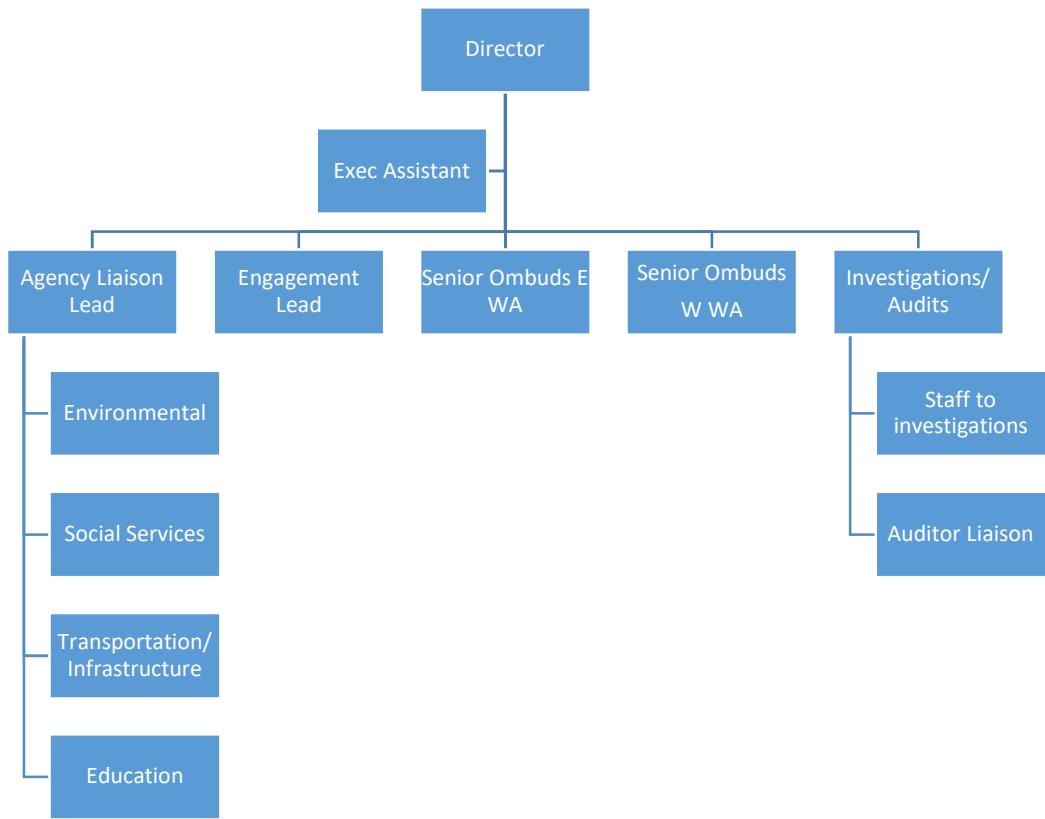 Director
Exec Assistant
Agency Liaison
Lead
Engagement
Lead
Senior Ombuds E
WA
Senior Ombuds
W WA
Investigations/
Audits
Environmental
Social Services
Transportation/
Infrastructure
Education
Staff to
investigations
Auditor Liaison